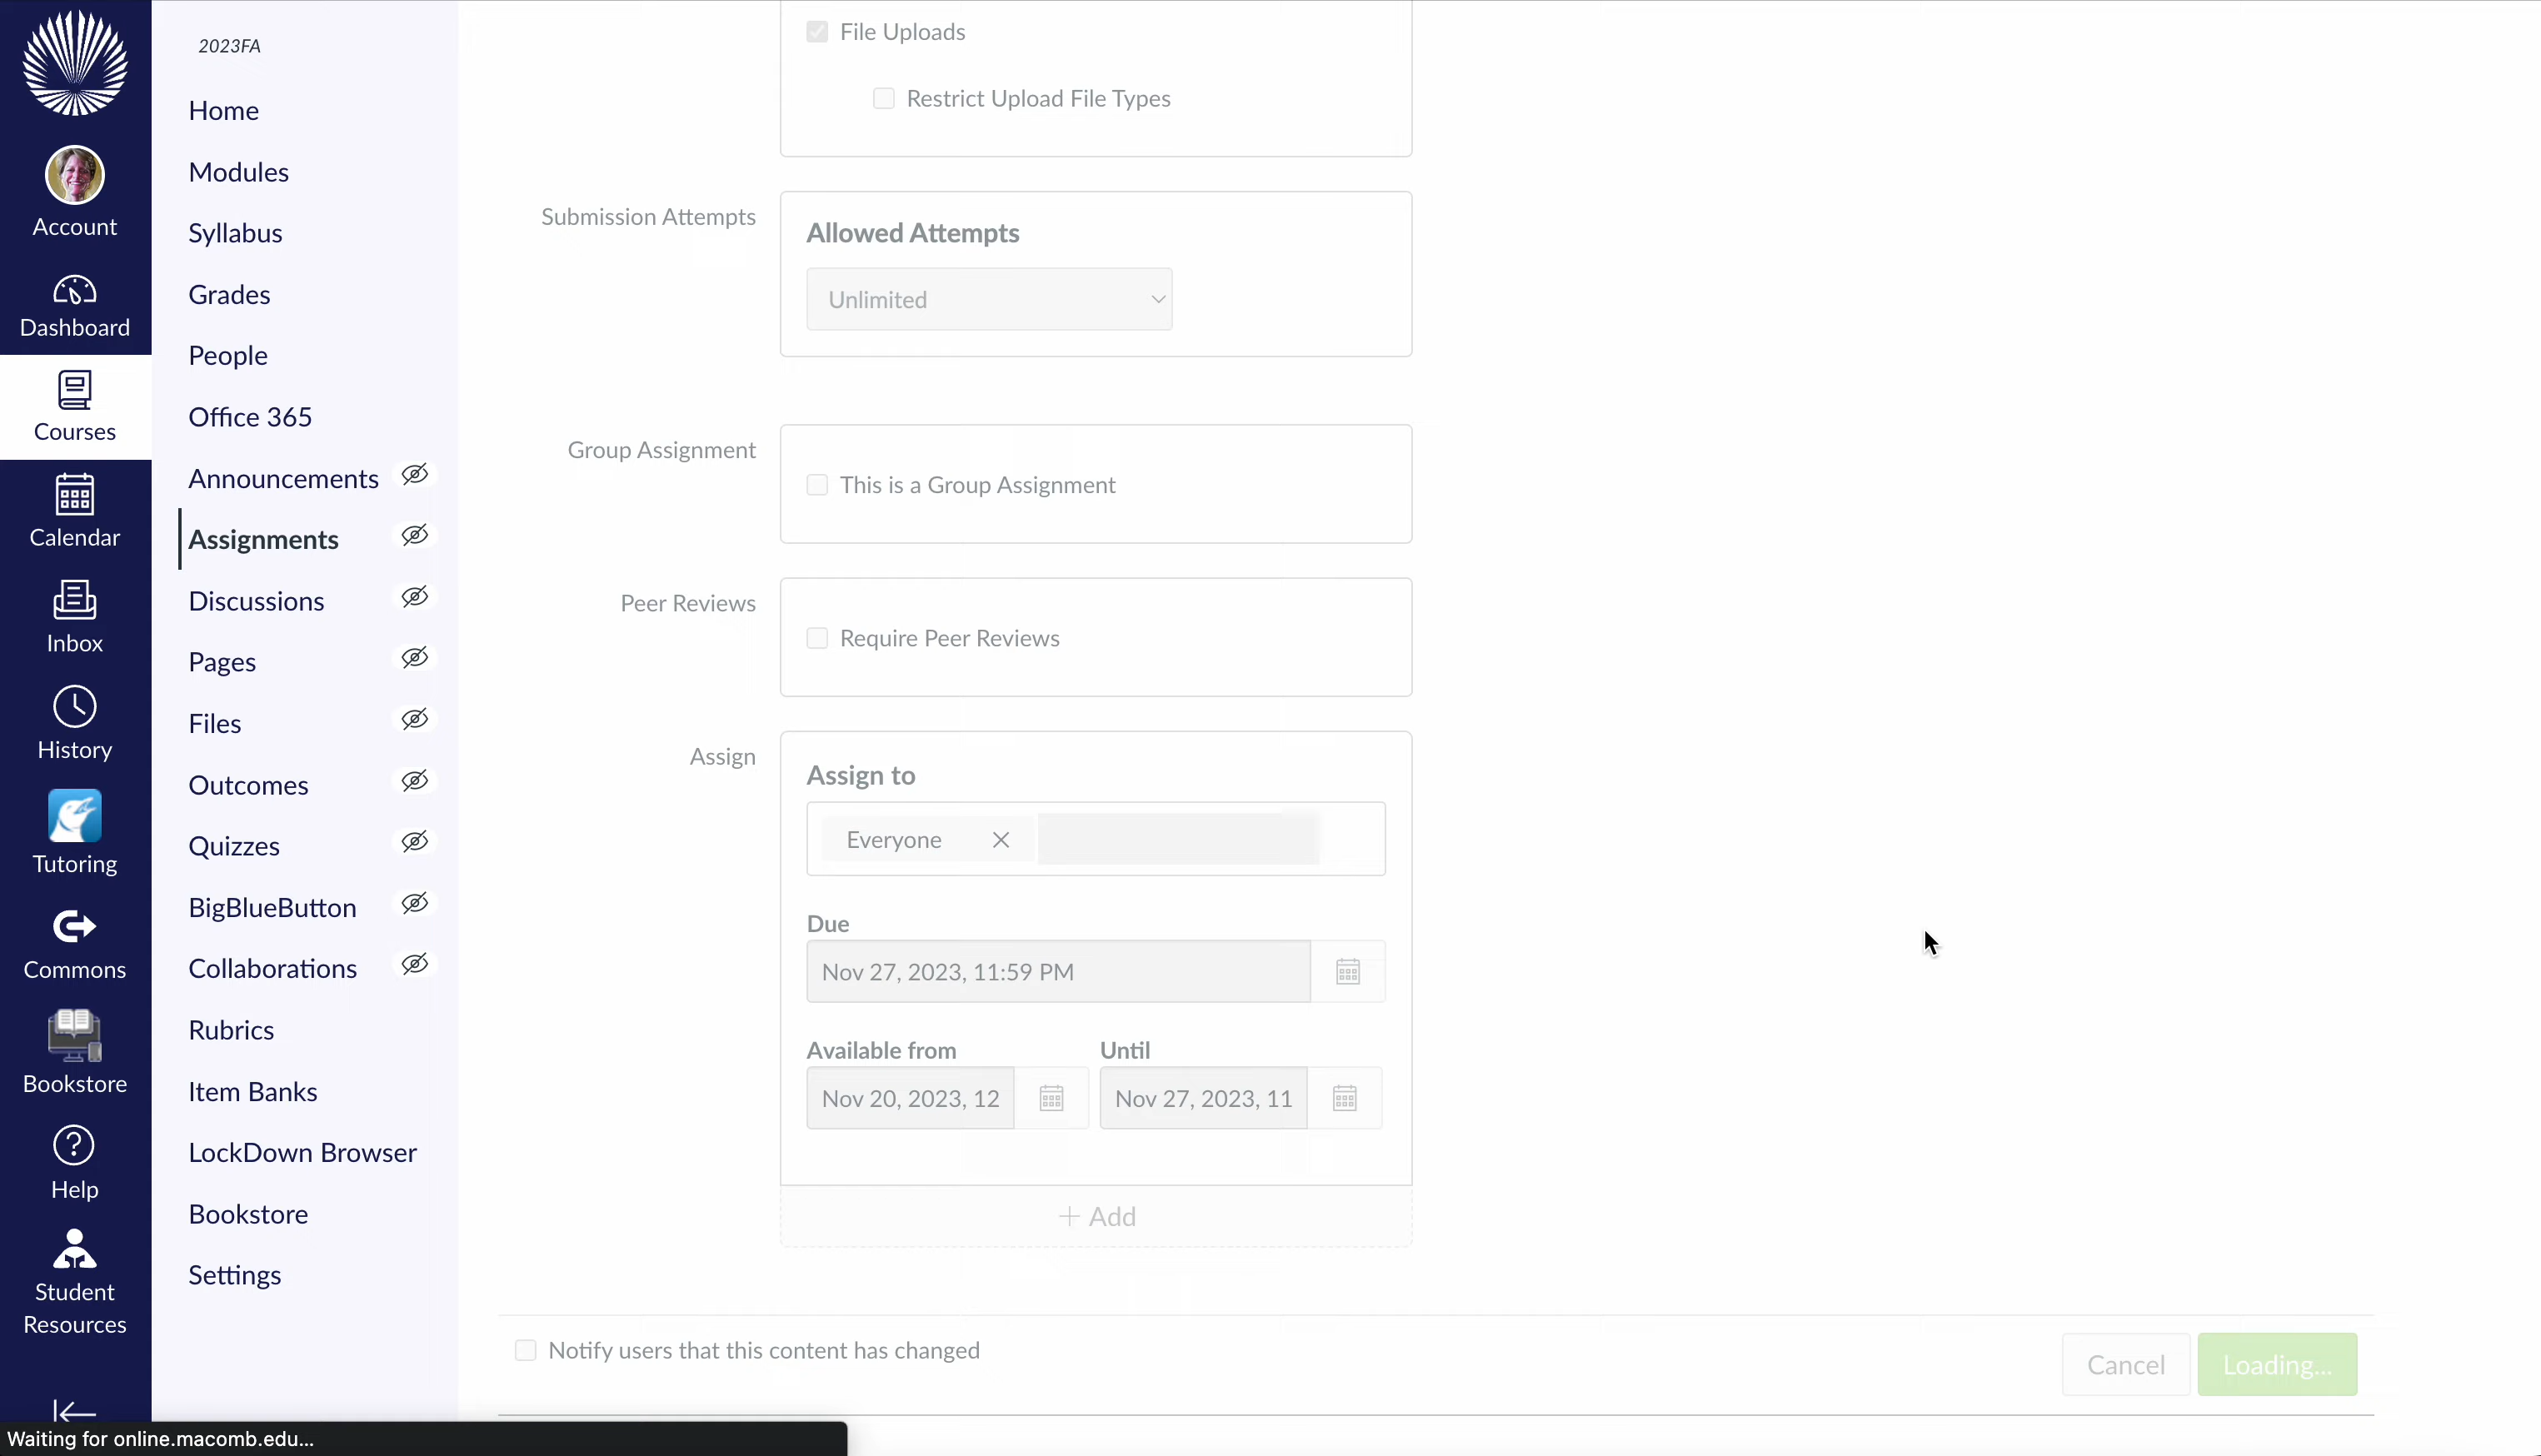 2023FA
Account
Dashboard
Courses
Calendar
Inbox
History
Tutoring
Commons
Bookstore
Help
Student
Resources
Home
Modules
Syllabus
Grades
People
Office 365
Announcements
Assignments
Discussions
Pages
Files
Outcomes
Quizzes
BigBlueButton
Collaborations
Rubrics
Item Banks
LockDown Browser
Bookstore
Settings
File Uploads
Restrict Upload File Types
Submission Attempts
Allowed Attempts
Unlimited
Group Assignment
This is a Group Assignment
Peer Reviews
Require Peer Reviews
Assign
Assign to
Everyone
Due
Nov 27, 2023, 11:59 PM
Available from
Until
Nov 20, 2023, 12
Nov 27, 2023, 11
+ Add
Notify users that this content has changed
Cancel
Loading...
Waiting for online.macomb.edu...